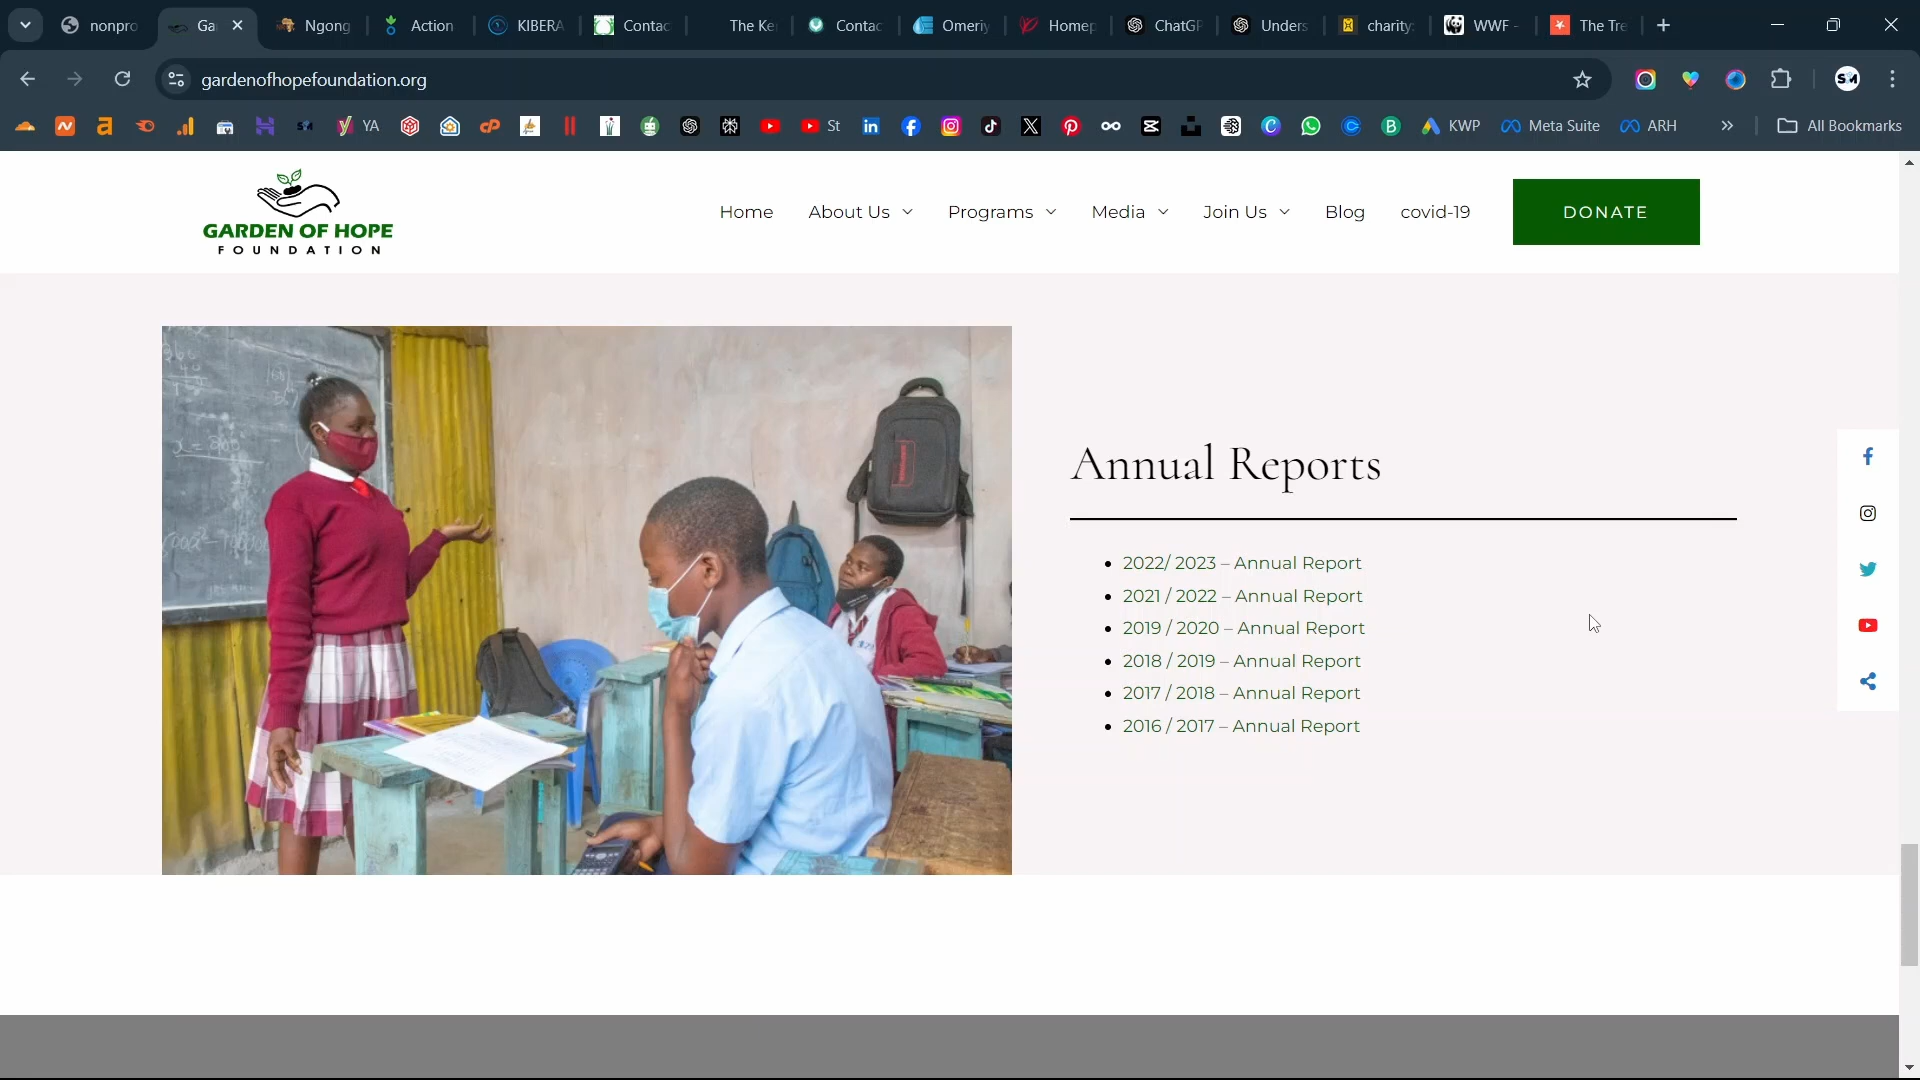 nonpro
Ga
Ngong
Action
KIBERA
Contac
The Ke
Contac
Omeriy
Homep
ChatGP
Unders
charity
WWF -
The Tre
gardenofhopefoundation.org
YA
St
KWP
Meta Suite
ARH
All Bookmarks
GARDEN OF HOPE
FOUNDATION
Home
About Us
Programs
Media
Join Us
Blog
covid-19
DONATE
Annual Reports
2022/ 2023 – Annual Report
2021 / 2022 – Annual Report
2019 / 2020 – Annual Report
2018 / 2019 – Annual Report
2017 / 2018 – Annual Report
2016 / 2017 – Annual Report